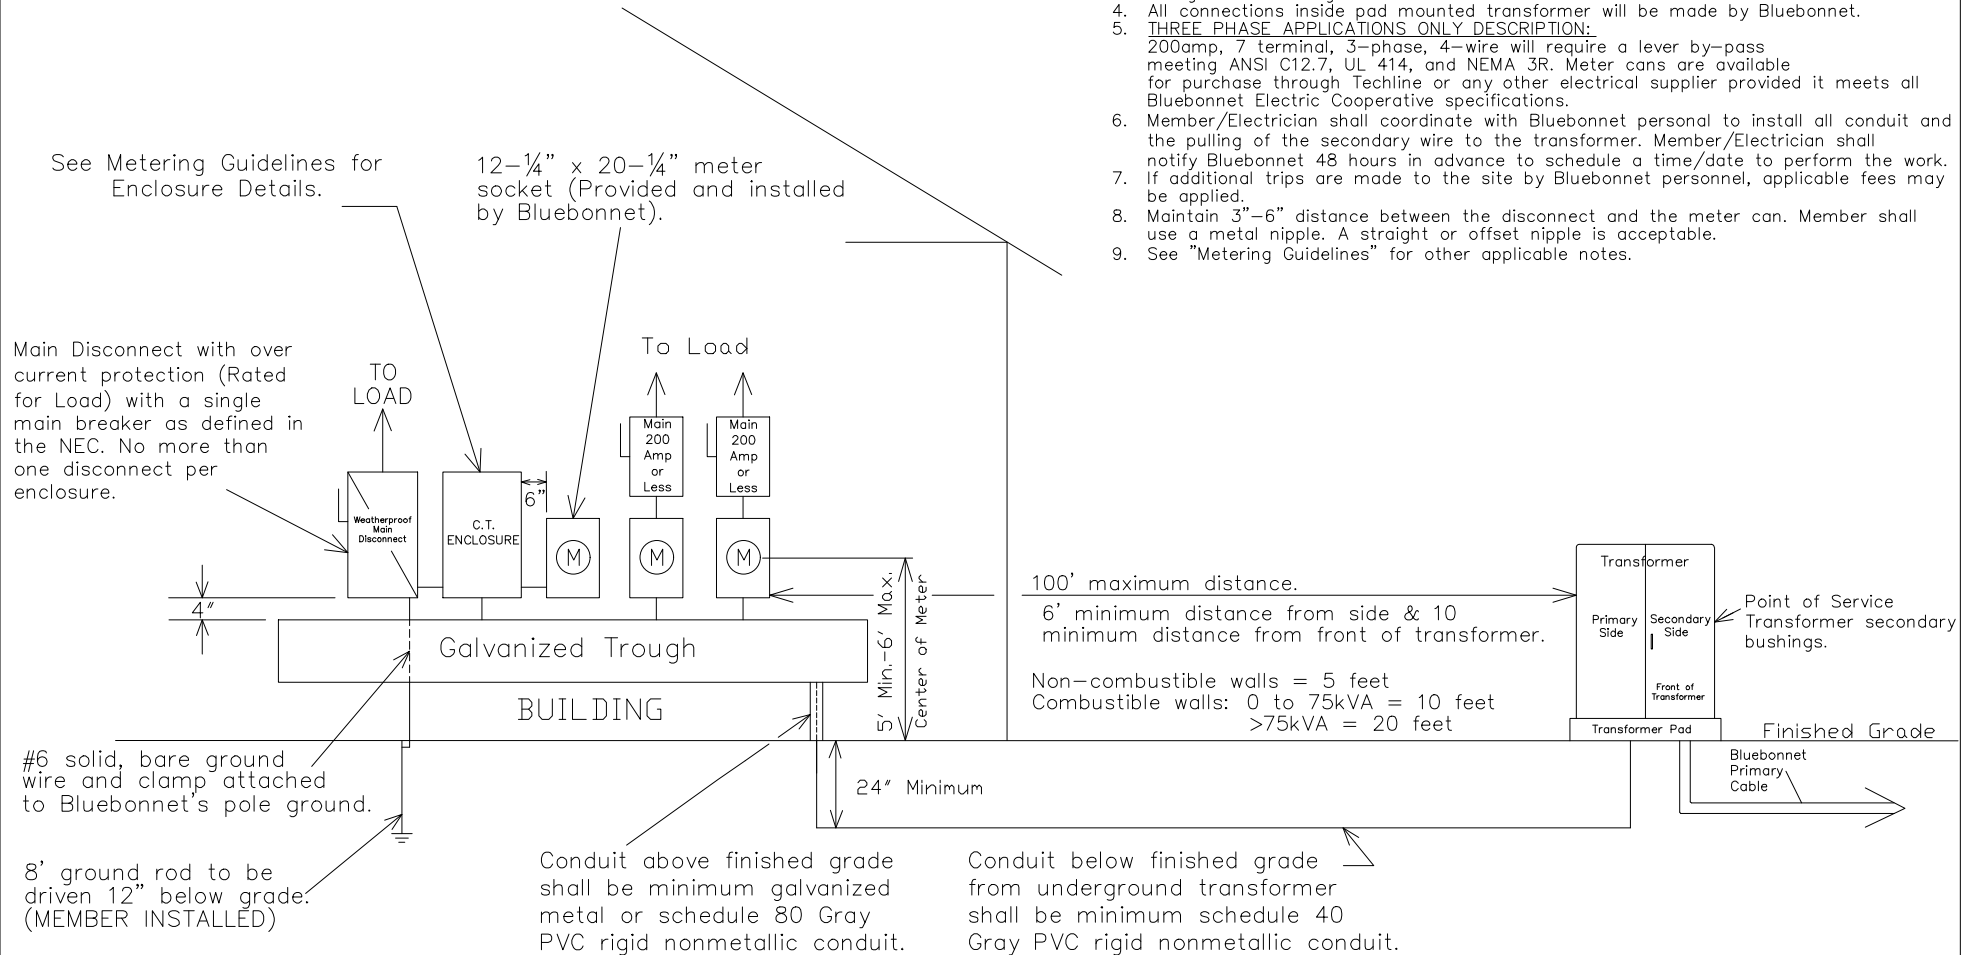 4. All connections inside pad mounted transformer will be made by Bluebonnet.
5. THREE PHASE APPLICATIONS ONLY DESCRIPTION:
200amp, 7 terminal, 3-phase, 4-wire will require a lever by-pass
meeting ANSI C12.7, UL 414, and NEMA 3R. Meter cans are available
for purchase through Techline or any other electrical supplier provided it meets all
Bluebonnet Electric Cooperative specifications.
6. Member/Electrician shall coordinate with Bluebonnet personal to install all conduit and
the pulling of the secondary wire to the transformer. Member/Electrician shall
notify Bluebonnet 48 hours in advance to schedule a time/date to perform the work.
7. If additional trips are made to the site by Bluebonnet personnel, applicable fees may
be applied.
8. Maintain 3"-6" distance between the disconnect and the meter can. Member shall
use a metal nipple. A straight or offset nipple is acceptable.
9. See "Metering Guidelines" for other applicable notes.
See Metering Guidelines for
Enclosure Details.
12-¼" x 20-¼" meter
socket (Provided and installed
by Bluebonnet).
Main Disconnect with over
current protection (Rated
for Load) with a single
main breaker as defined in
the NEC. No more than
one disconnect per
enclosure.
TO
LOAD
To Load
Main
200
Amp
or
Less
Main
200
Amp
or
Less
6"
Weatherproof
Main
Disconnect
C.T.
ENCLOSURE
M
M
M
4"
Galvanized Trough
BUILDING
5' Min.-6' Max.
Center of Meter
100' maximum distance.
6' minimum distance from side & 10
minimum distance from front of transformer.
Non-combustible walls = 5 feet
Combustible walls: 0 to 75kVA = 10 feet
>75kVA = 20 feet
Transformer
Primary
Side
Secondary
Side
Front of
Transformer
Transformer Pad
Point of Service
Transformer secondary
bushings.
Finished Grade
Bluebonnet
Primary
Cable
#6 solid, bare ground
wire and clamp attached
to Bluebonnet's pole ground.
24" Minimum
8' ground rod to be
driven 12" below grade.
(MEMBER INSTALLED)
Conduit above finished grade
shall be minimum galvanized
metal or schedule 80 Gray
PVC rigid nonmetallic conduit.
Conduit below finished grade
from underground transformer
shall be minimum schedule 40
Gray PVC rigid nonmetallic conduit.